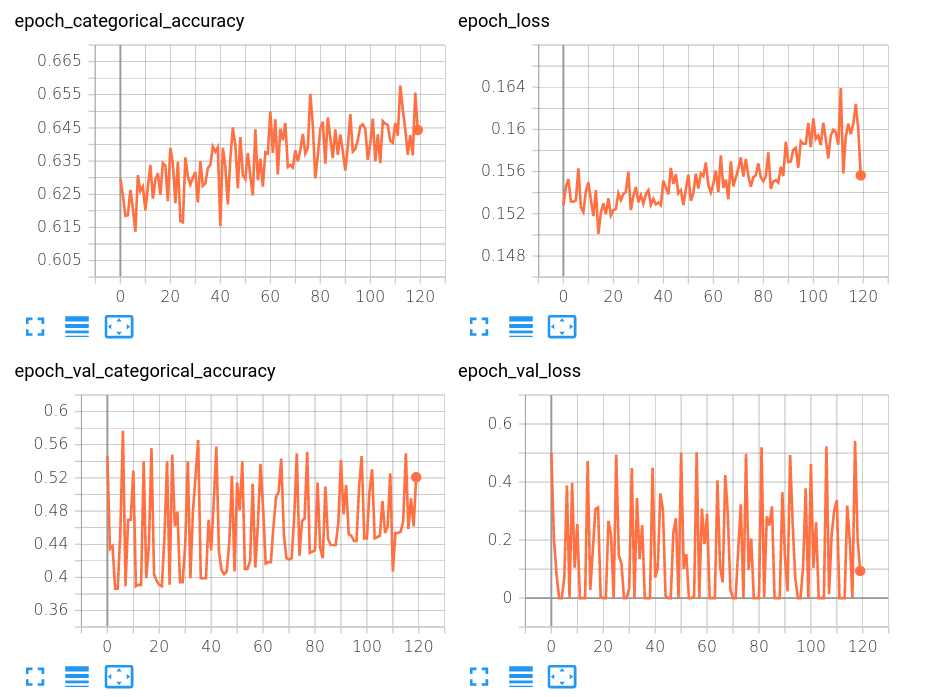 epoch_categorical_accuracy
0.665
0.655
0.645
0.635
0.625
0.615
0.605
0 20 40 60 80 100 120
epoch_loss
0.164
0.16
0.156
0.152
0.148
0 20 40 60 80 100 120
epoch_val_categorical_accuracy
0.6
0.56
0.52
0.48
0.44
0.4
0.36
0 20 40 60 80 100 120
epoch_val_loss
0.6
0.4
0.2
0
0 20 40 60 80 100 120